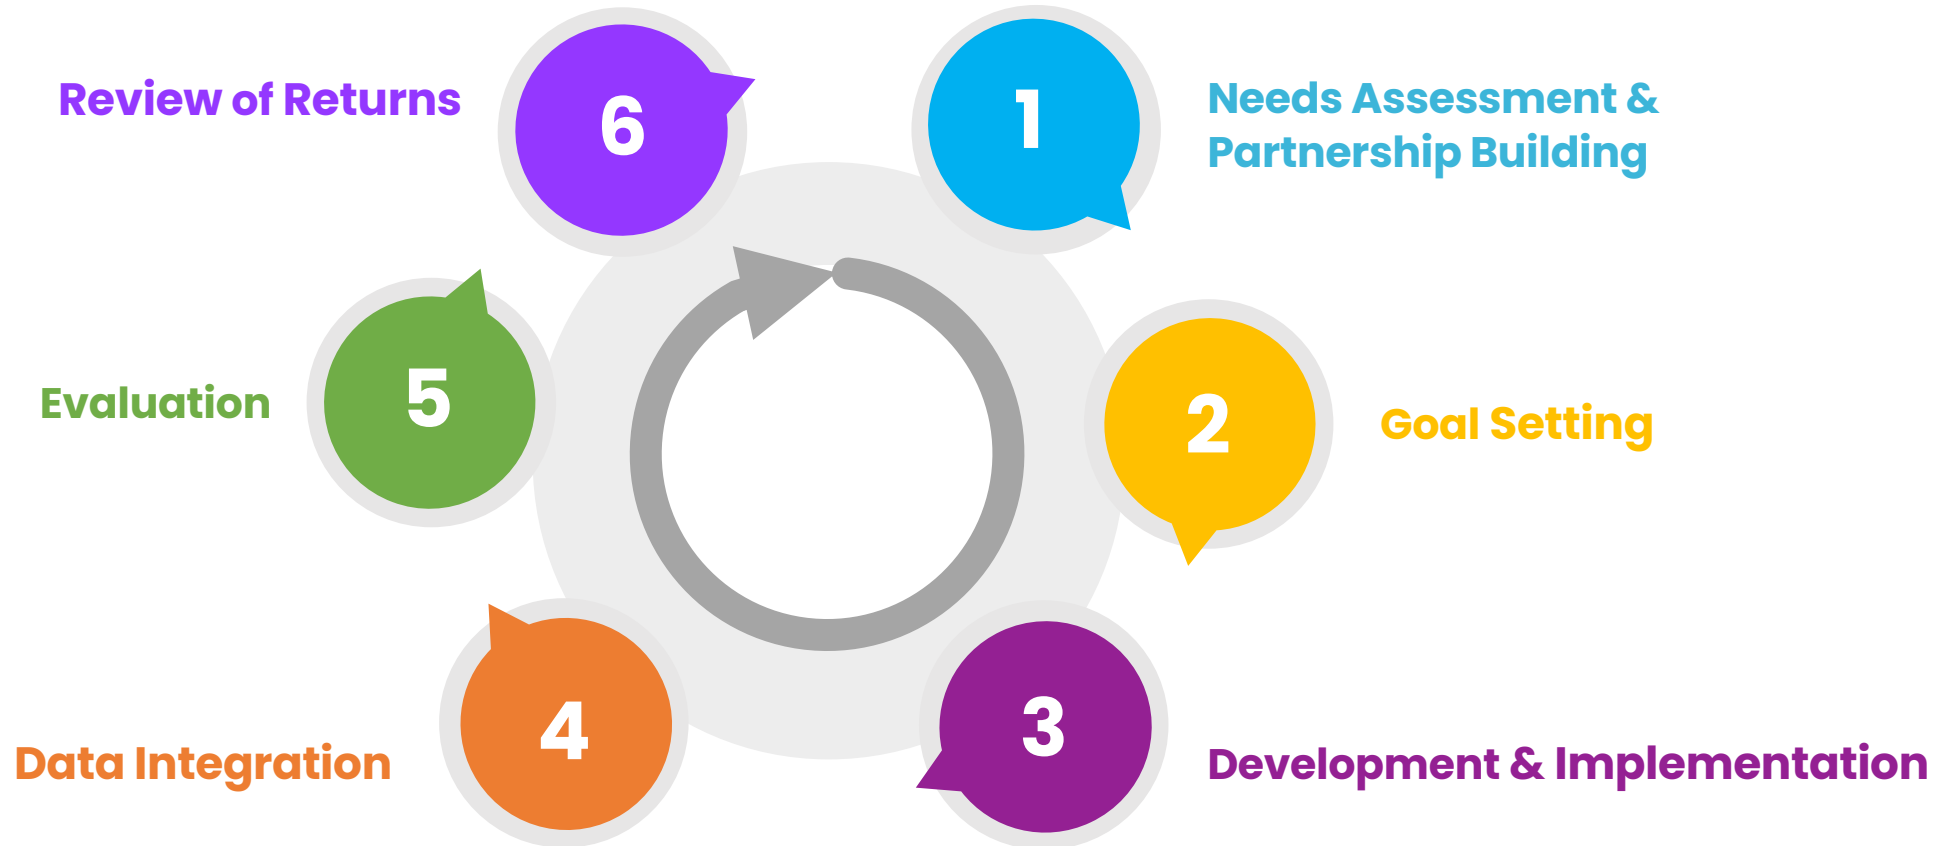 1
Needs Assessment &
Partnership Building
2
Goal Setting
3
Development & Implementation
4
Data Integration
5
Evaluation
6
Review of Returns